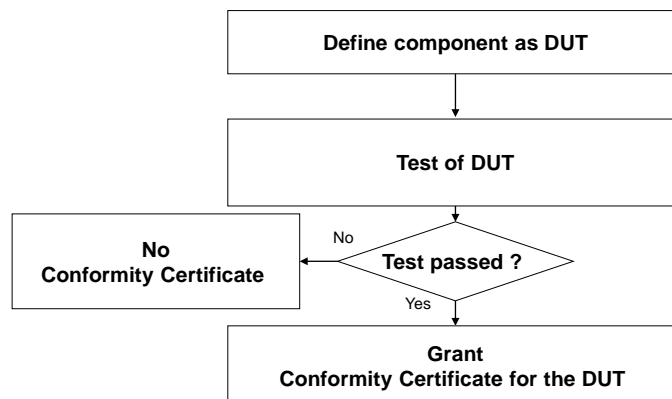 Define component as DUT
Test of DUT
No
Conformity Certificate
No
Test passed ?
Yes
Grant
Conformity Certificate for the DUT